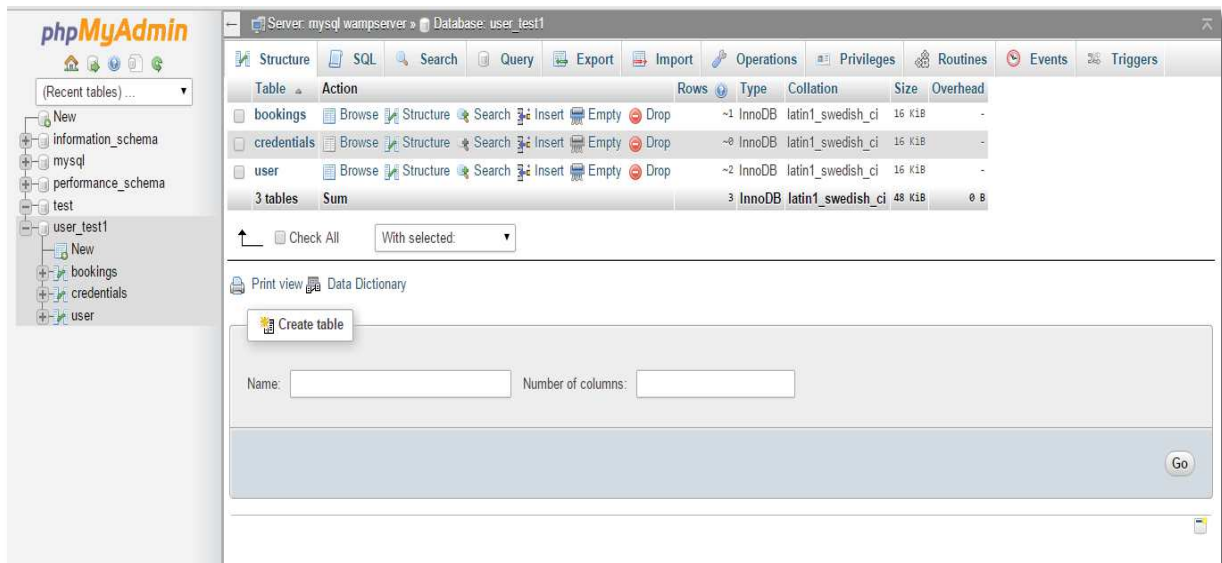 phpMyAdmin
(Recent tables) ...
New
information_schema
mysql
performance_schema
test
user_test1
New
bookings
credentials
user
Server: mysql wampserver » Database: user_test1
Structure SQL Search Query Export Import Operations Privileges Routines Events Triggers
Table Action Rows Type Collation Size Overhead
bookings Browse Structure Search Insert Empty Drop ~1 InnoDB latin1_swedish_ci 16 KiB -
credentials Browse Structure Search Insert Empty Drop ~0 InnoDB latin1_swedish_ci 16 KiB -
user Browse Structure Search Insert Empty Drop ~2 InnoDB latin1_swedish_ci 16 KiB -
3 tables Sum 3 InnoDB latin1_swedish_ci 48 KiB 0 B
Check All With selected:
Print view Data Dictionary
Create table
Name: Number of columns:
Go